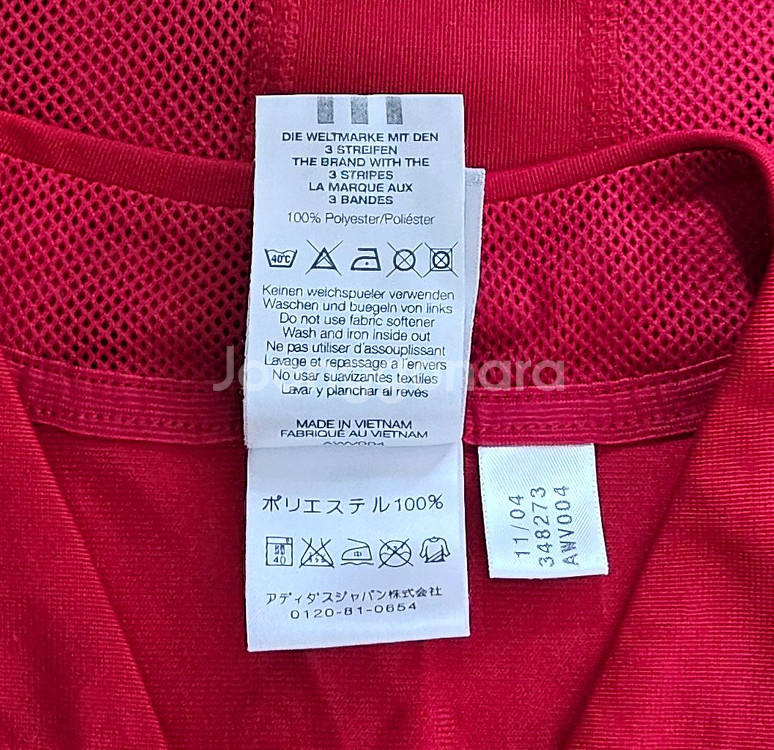 DIE WELTMARKE MIT DEN
3 STREIFEN
THE BRAND WITH THE
3 STRIPES
LA MARQUE AUX
3 BANDES
100% Polyester/Poliéster
40°C
Keinen weichspueler verwenden
Waschen und buegeln von links
Do not use fabric softener
Wash and iron inside out
Ne pas utiliser d'assouplissant
Lavage et repassage a l'envers
No usar suavizantes textiles
Lavar y planchar al revés
MADE IN VIETNAM
FABRIQUÉ AU VIETNAM
AWV004
ポリエステル 100%
40
中
アディダスジャパン株式会社
0120-81-0654
11/04
348273
AWV004